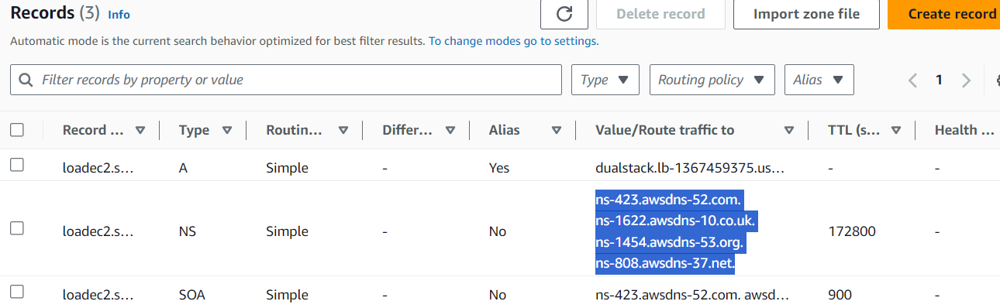 Records (3) Info
Delete record
Import zone file
Create record
Automatic mode is the current search behavior optimized for best filter results. To change modes go to settings.
Filter records by property or value
Type
Routing policy
Alias
1
Record ...
Type
Routin...
Differ...
Alias
Value/Route traffic to
TTL (s...
Health ...
loadec2.s... A Simple - Yes dualstack.lb-1367459375.us... - -
ns-423.awsdns-52.com.
ns-1622.awsdns-10.co.uk.
loadec2.s... NS Simple - No 172800 -
ns-1454.awsdns-53.org.
ns-808.awsdns-37.net.
loadec2.s... SOA Simple - No ns-423.awsdns-52.com. awsd... 900 -